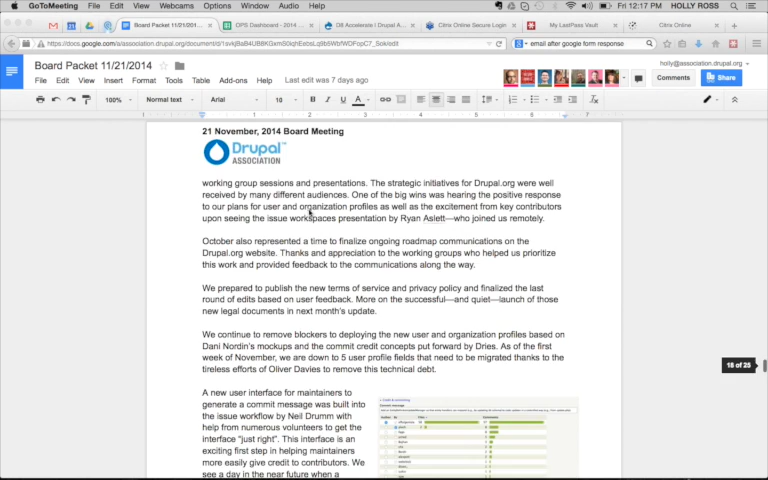 GoToMeeting File Edit View Webcams Options Window Audio Help Fri 12:17 PM HOLLY ROSS
Board Packet 11/21/2014 OPS Dashboard - 2014 DB Accelerate | Drupal A Citrix Online Secure Login My LastPass Vault Citrix Online
email after google form response
Board Packet 11/21/2014
holly@association.drupal.org
File Edit View Insert Format Tools Table Add-ons Help Last edit was 7 days ago
Comments Share
100% Normal text Arial 10 B I U A
21 November, 2014 Board Meeting
Drupal™
ASSOCIATION
working group sessions and presentations. The strategic initiatives for Drupal.org were well
received by many different audiences. One of the big wins was hearing the positive response
to our plans for user and organization profiles as well as the excitement from key contributors
upon seeing the issue workspaces presentation by Ryan Aslett—who joined us remotely.
October also represented a time to finalize ongoing roadmap communications on the
Drupal.org website. Thanks and appreciation to the working groups who helped us prioritize
this work and provided feedback to the communications along the way.
We prepared to publish the new terms of service and privacy policy and finalized the last
round of edits based on user feedback. More on the successful—and quiet—launch of those
new legal documents in next month's update.
We continue to remove blockers to deploying the new user and organization profiles based on
Dani Nordin's mockups and the commit credit concepts put forward by Dries. As of the first
week of November, we are down to 5 user profile fields that need to be migrated thanks to the
tireless efforts of Oliver Davies to remove this technical debt.
18 of 25
A new user interface for maintainers to
generate a commit message was built into
the issue workflow by Neil Drumm with
help from numerous volunteers to get the
interface "just right". This interface is an
exciting first step in helping maintainers
more easily give credit to contributors. We
see a day in the near future when a